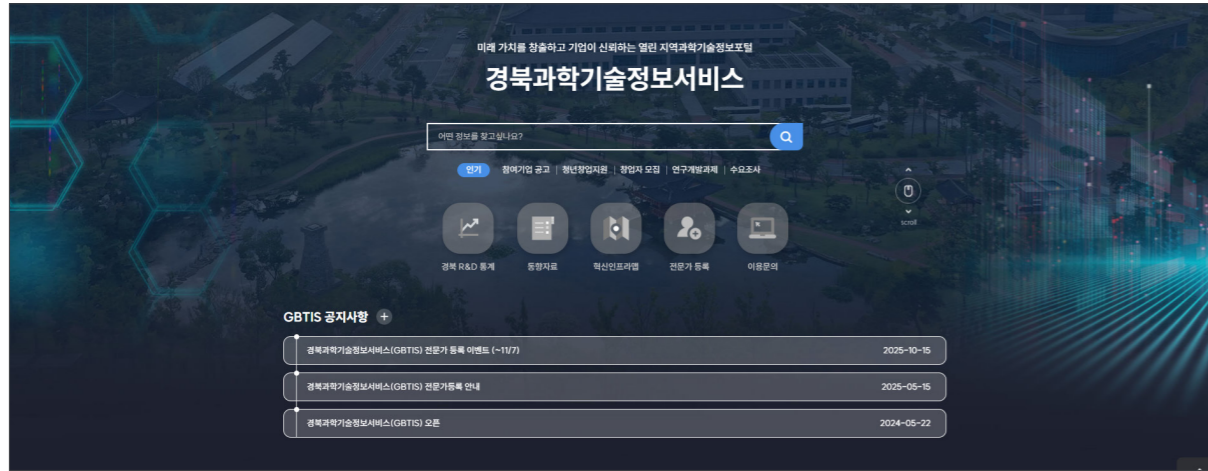 미래 가치를 창출하고 기업이 신뢰하는 열린 지역과학기술정보포털
경북과학기술정보서비스
어떤 정보를 찾고싶나요?
인기 참여기업 공고 | 청년창업지원 | 창업자 모집 | 연구개발과제 | 수요조사
scroll
경북 R&D 통계 동향자료 혁신인프라맵 전문가 등록 이용문의
GBTIS 공지사항 +
경북과학기술정보서비스(GBTIS) 전문가 등록 이벤트 (~11/7) 2025-10-15
경북과학기술정보서비스(GBTIS) 전문가등록 안내 2025-05-15
경북과학기술정보서비스(GBTIS) 오픈 2024-05-22